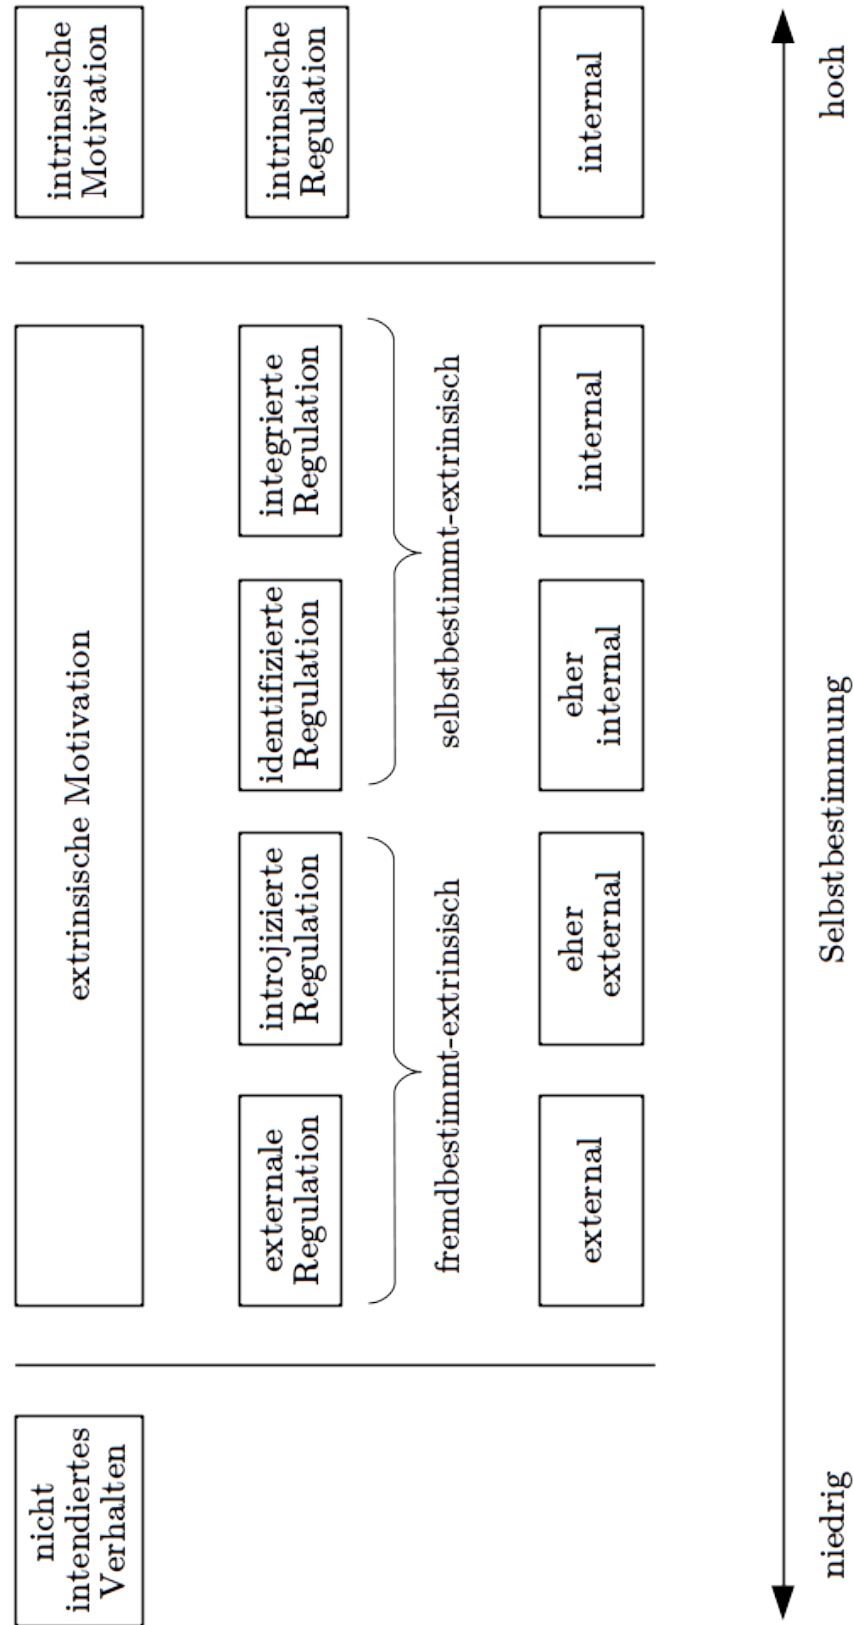 nicht
intendiertes
Verhalten
extrinsische Motivation
intrinsische
Motivation
externale
Regulation
introjizierte
Regulation
identifizierte
Regulation
integrierte
Regulation
intrinsische
Regulation
fremdbestimmt-extrinsisch
selbstbestimmt-extrinsisch
external
eher
external
eher
internal
internal
internal
niedrig
Selbstbestimmung
hoch